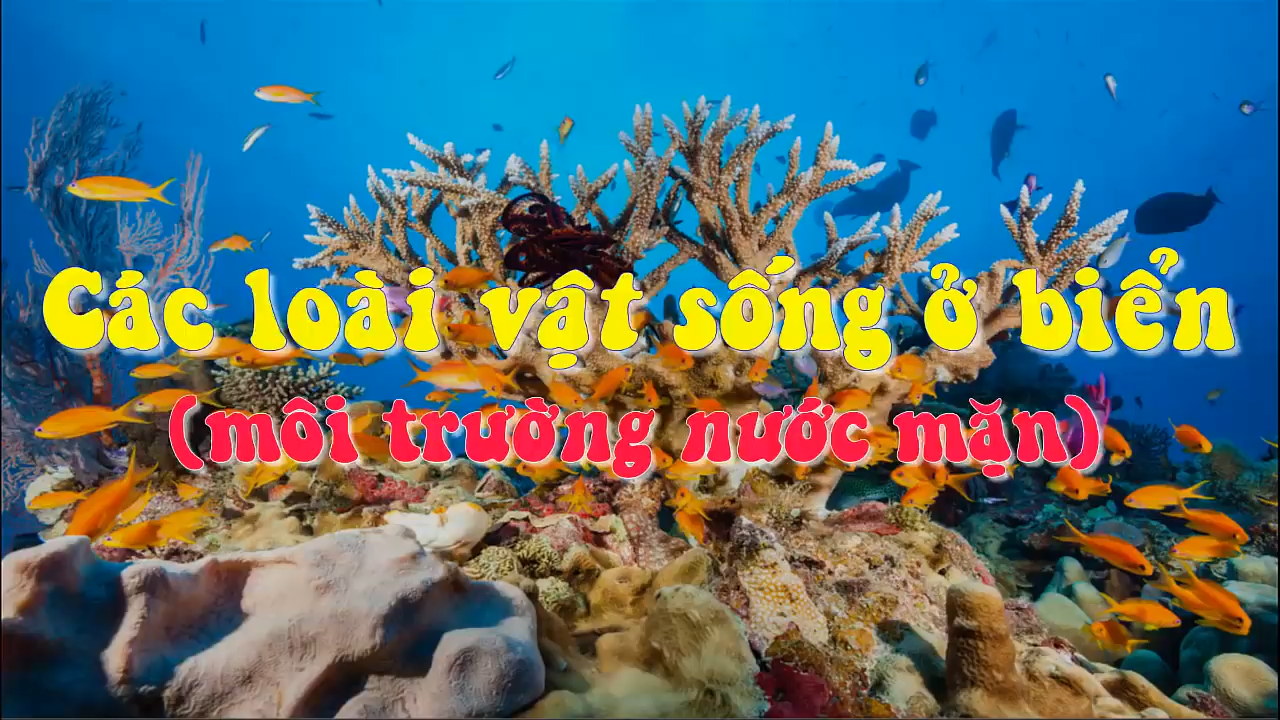 Các loài vật sống ở biển
(môi trường nước mặn)